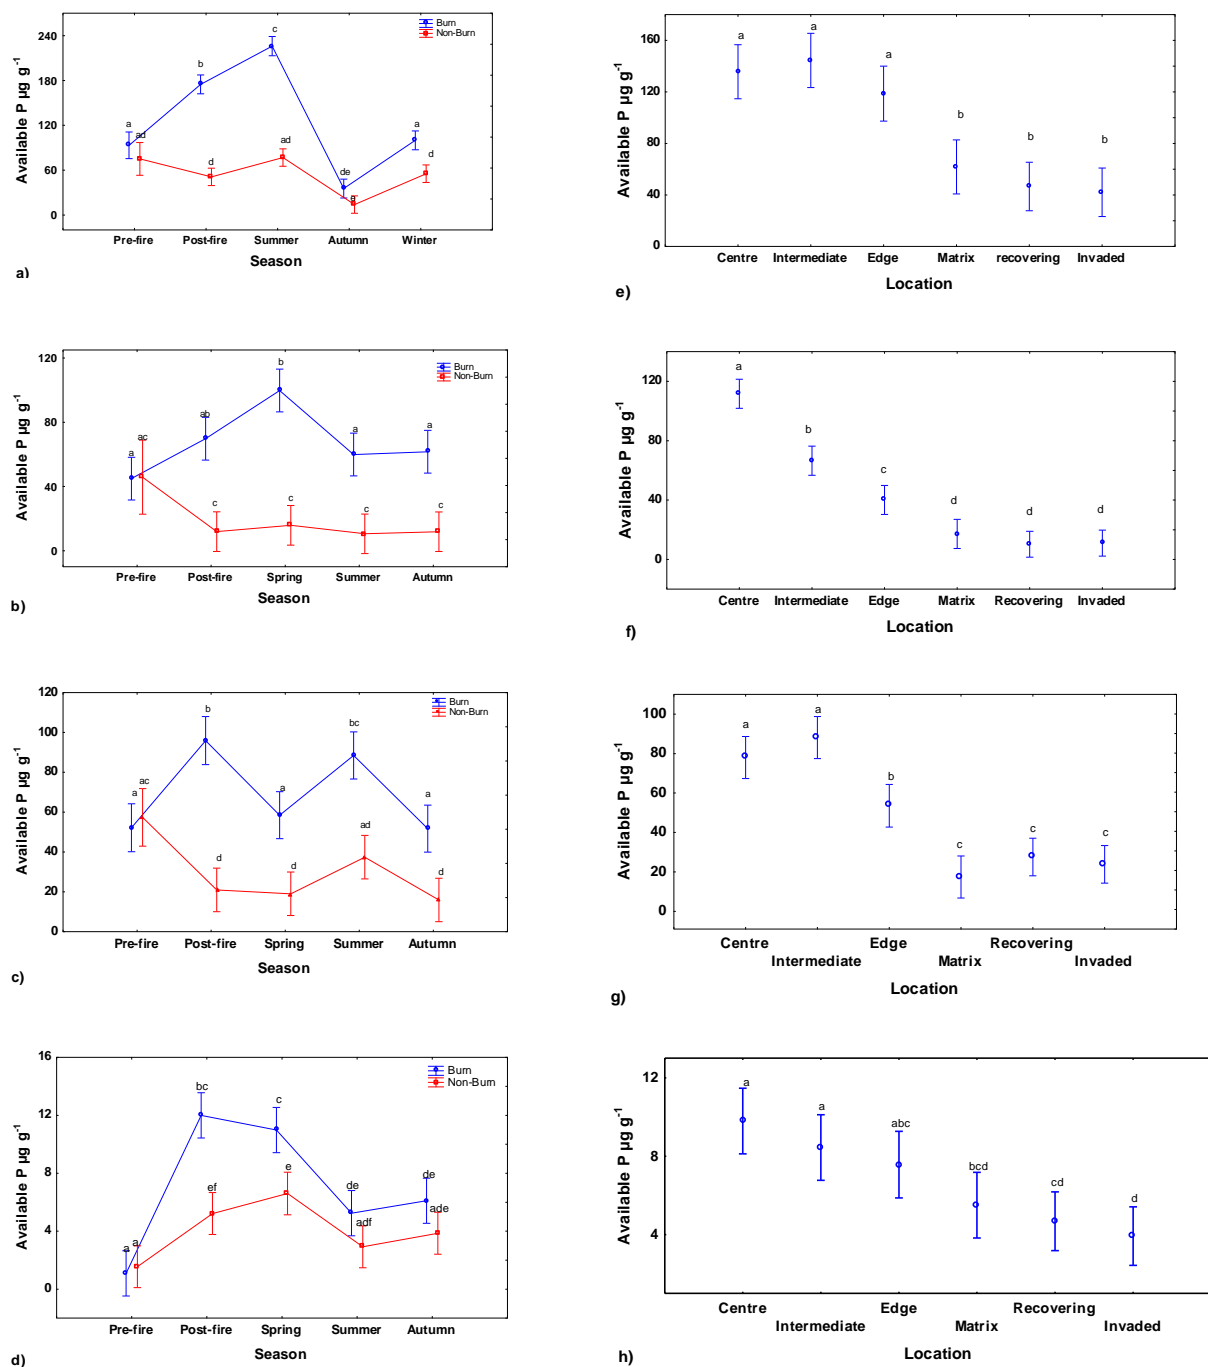 Burn
Non-Burn
Available P µg g-1
240
180
120
60
0
a
ad
b
d
c
ad
de
e
a
d
Pre-fire Post-fire Summer Autumn Winter
Season
a)
Available P µg g-1
160
120
80
40
0
a
a
a
b
b
b
Centre Intermediate Edge Matrix recovering Invaded
Location
e)
Burn
Non-Burn
Available P µg g-1
120
80
40
0
a
ac
ab
c
b
c
a
c
a
c
Pre-fire Post-fire Spring Summer Autumn
Season
b)
Available P µg g-1
120
80
40
0
a
b
c
d
d
d
Centre Intermediate Edge Matrix Recovering Invaded
Location
f)
Burn
Non-Burn
Available P µg g-1
120
100
80
60
40
20
0
a
ac
b
d
a
d
bc
ad
a
d
Pre-fire Post-fire Spring Summer Autumn
Season
c)
Available P µg g-1
100
80
60
40
20
0
a
a
b
c
c
c
Centre Edge Recovering
Intermediate Matrix Invaded
Location
g)
Burn
Non-Burn
Available P µg g-1
16
12
8
4
0
a
a
bc
ef
c
e
de
adf
de
ade
Pre-fire Post-fire Spring Summer Autumn
Season
d)
Available P µg g-1
12
8
4
a
a
abc
bcd
cd
d
Centre Edge Recovering
Intermediate Matrix Invaded
Location
h)